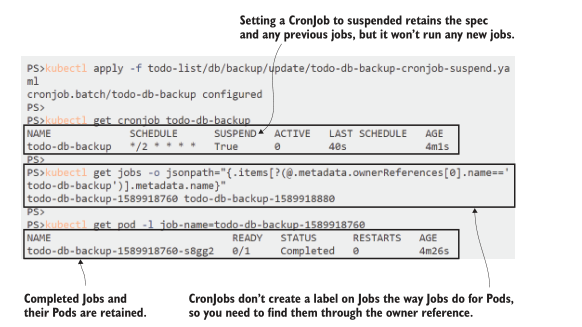 Setting a CronJob to suspended retains the spec
and any previous jobs, but it won't run any new jobs.
PS>kubectl apply -f todo-list/db/backup/update/todo-db-backup-cronjob-suspend.ya
ml
cronjob.batch/todo-db-backup configured
PS>
PS>kubectl get cronjob todo-db-backup
NAME SCHEDULE SUSPEND ACTIVE LAST SCHEDULE AGE
todo-db-backup */2 * * * * True 0 40s 4m1s
PS>
PS>kubectl get jobs -o jsonpath="{.items[?(@.metadata.ownerReferences[0].name=='
todo-db-backup')].metadata.name}"
todo-db-backup-1589918760 todo-db-backup-1589918880
PS>
PS>kubectl get pod -l job-name=todo-db-backup-1589918760
NAME READY STATUS RESTARTS AGE
todo-db-backup-1589918760-s8gg2 0/1 Completed 0 4m26s
Completed Jobs and
their Pods are retained.
CronJobs don't create a label on Jobs the way Jobs do for Pods,
so you need to find them through the owner reference.